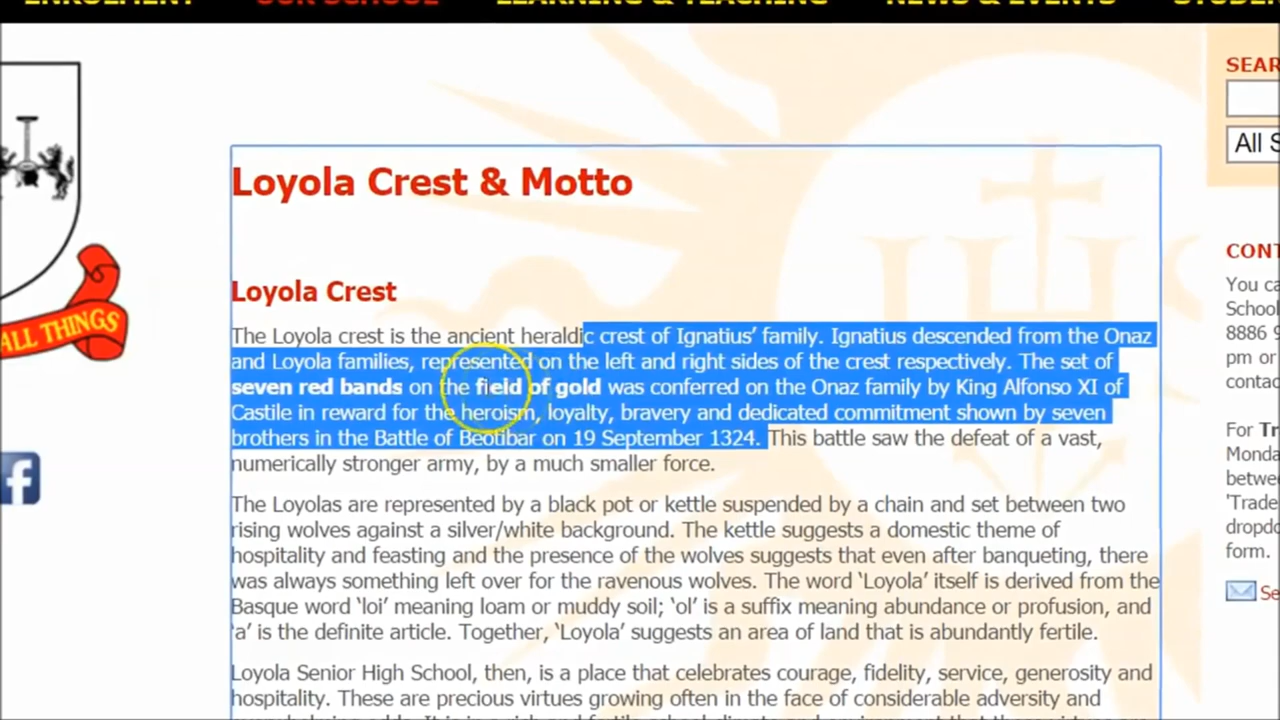 ENROLMENT OUR SCHOOL LEARNING & TEACHING NEWS & EVENTS
ALL THINGS
IHS
Loyola Crest & Motto
Loyola Crest
The Loyola crest is the ancient heraldic crest of Ignatius’ family. Ignatius descended from the Onaz
and Loyola families, represented on the left and right sides of the crest respectively. The set of
seven red bands on the field of gold was conferred on the Onaz family by King Alfonso XI of
Castile in reward for the heroism, loyalty, bravery and dedicated commitment shown by seven
brothers in the Battle of Beotibar on 19 September 1324. This battle saw the defeat of a vast,
numerically stronger army, by a much smaller force.
The Loyolas are represented by a black pot or kettle suspended by a chain and set between two
rising wolves against a silver/white background. The kettle suggests a domestic theme of
hospitality and feasting and the presence of the wolves suggests that even after banqueting, there
was always something left over for the ravenous wolves. The word ‘Loyola’ itself is derived from the
Basque word ‘loi’ meaning loam or muddy soil; ‘ol’ is a suffix meaning abundance or profusion, and
‘a’ is the definite article. Together, ‘Loyola’ suggests an area of land that is abundantly fertile.
Loyola Senior High School, then, is a place that celebrates courage, fidelity, service, generosity and
hospitality. These are precious virtues growing often in the face of considerable adversity and
SEAR
All S
CONT
You ca
School
8886 9
pm or
contac
For Tr
Monda
betwee
'Trade
dropdo
form.
Se